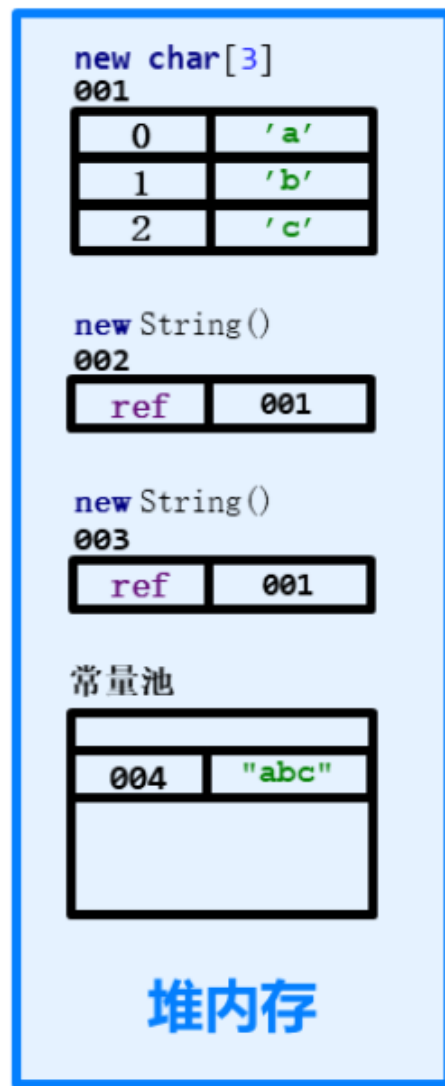 new char[3]
001
0 'a'
1 'b'
2 'c'
new String()
002
ref 001
new String()
003
ref 001
常量池
004 "abc"
堆内存